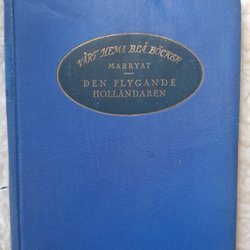 VÅRT HEMS BLÅ BÖCKER
MARRYAT
DEN FLYGANDE
HOLLÄNDAREN